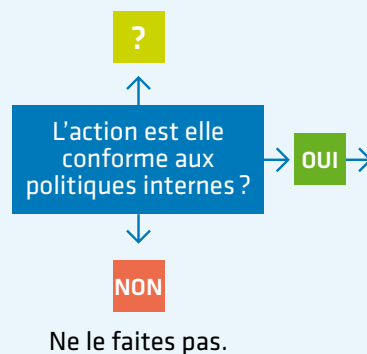 ?
L'action est elle
conforme aux
politiques internes ?
OUI
NON
Ne le faites pas.